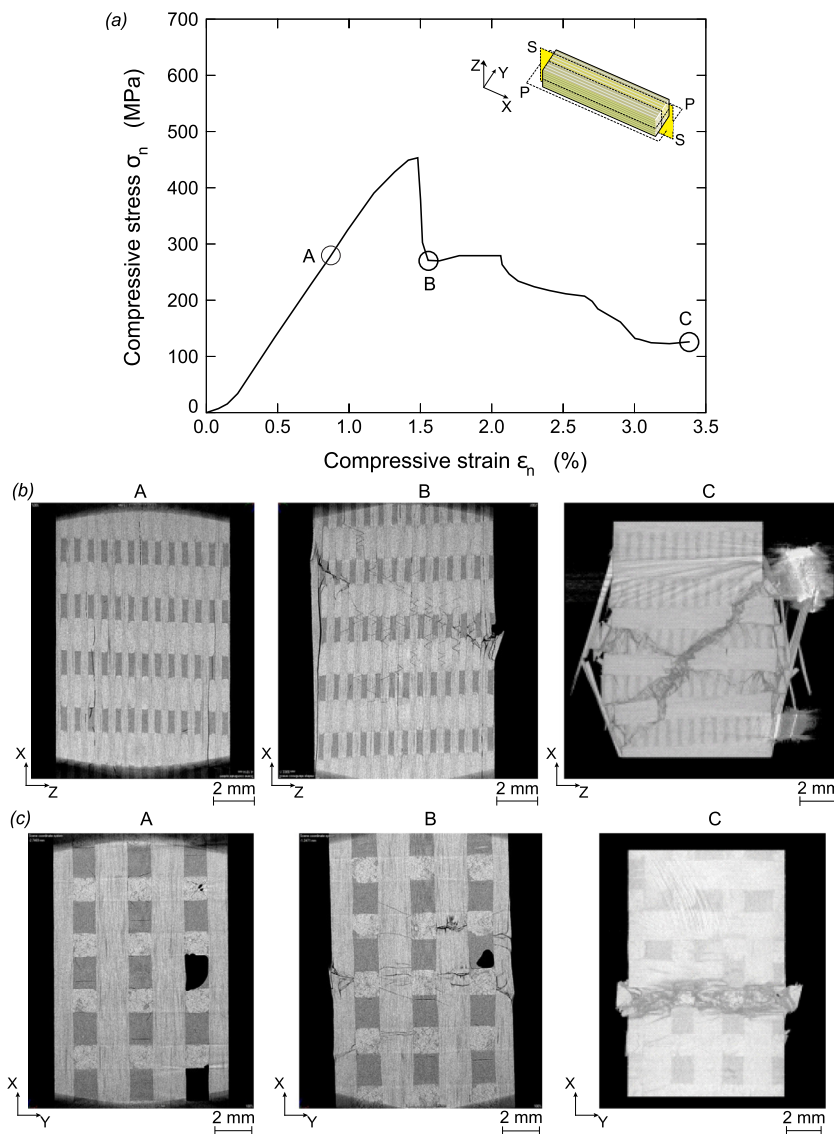 (a)
700
600
500
400
300
200
100
0
0.0 0.5 1.0 1.5 2.0 2.5 3.0 3.5
Compressive stress σn (MPa)
Compressive strain εn (%)
A
B
C
Z
Y
X
S
P
P
S
(b)
A B C
X
Z
2 mm
X
Z
2 mm
X
Z
2 mm
(c)
A B C
X
Y
2 mm
X
Y
2 mm
X
Y
2 mm